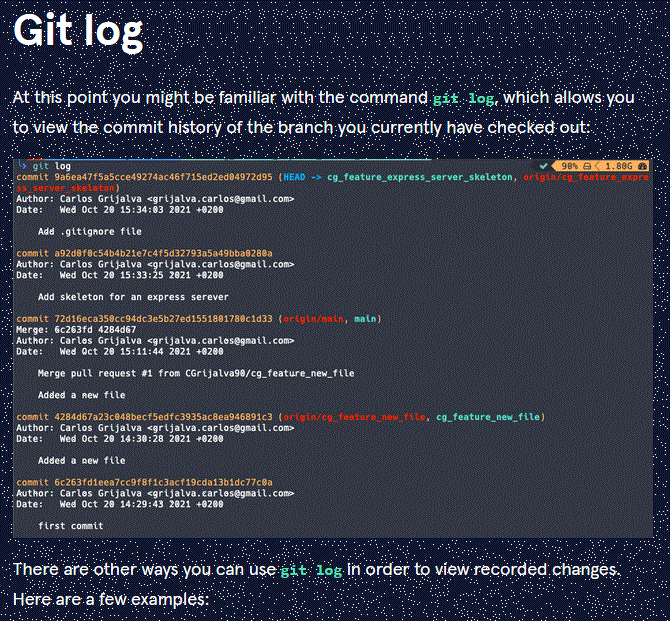 Git log
At this point you might be familiar with the command git log, which allows you
to view the commit history of the branch you currently have checked out:
git log 90% 1.80G
commit 9a6ea47f5a5cce49274ac46f715ed2ed04972d95 (HEAD -> cg_feature_express_server_skeleton, origin/cg_feature_expre
ss_server_skeleton)
Author: Carlos Grijalva <grijalva.carlos@gmail.com>
Date: Wed Oct 20 15:34:03 2021 +0200
Add .gitignore file
commit a92d0f0c54b4b21e7c4f5d32793a5a49bba0280a
Author: Carlos Grijalva <grijalva.carlos@gmail.com>
Date: Wed Oct 20 15:33:25 2021 +0200
Add skeleton for an express serever
commit 72d16eca350cc94dc3e5b27ed1551801780c1d33 (origin/main, main)
Merge: 6c263fd 4284d67
Author: Carlos Grijalva <grijalva.carlos@gmail.com>
Date: Wed Oct 20 15:11:44 2021 +0200
Merge pull request #1 from CGrijalva90/cg_feature_new_file
Added a new file
commit 4284d67a23c048becf5edfc3935ac8ea946891c3 (origin/cg_feature_new_file, cg_feature_new_file)
Author: Carlos Grijalva <grijalva.carlos@gmail.com>
Date: Wed Oct 20 14:30:28 2021 +0200
Added a new file
commit 6c263fd1eea7cc9f8f1c3acf19cda13b1dc77c0a
Author: Carlos Grijalva <grijalva.carlos@gmail.com>
Date: Wed Oct 20 14:29:43 2021 +0200
first commit
There are other ways you can use git log in order to view recorded changes.
Here are a few examples: